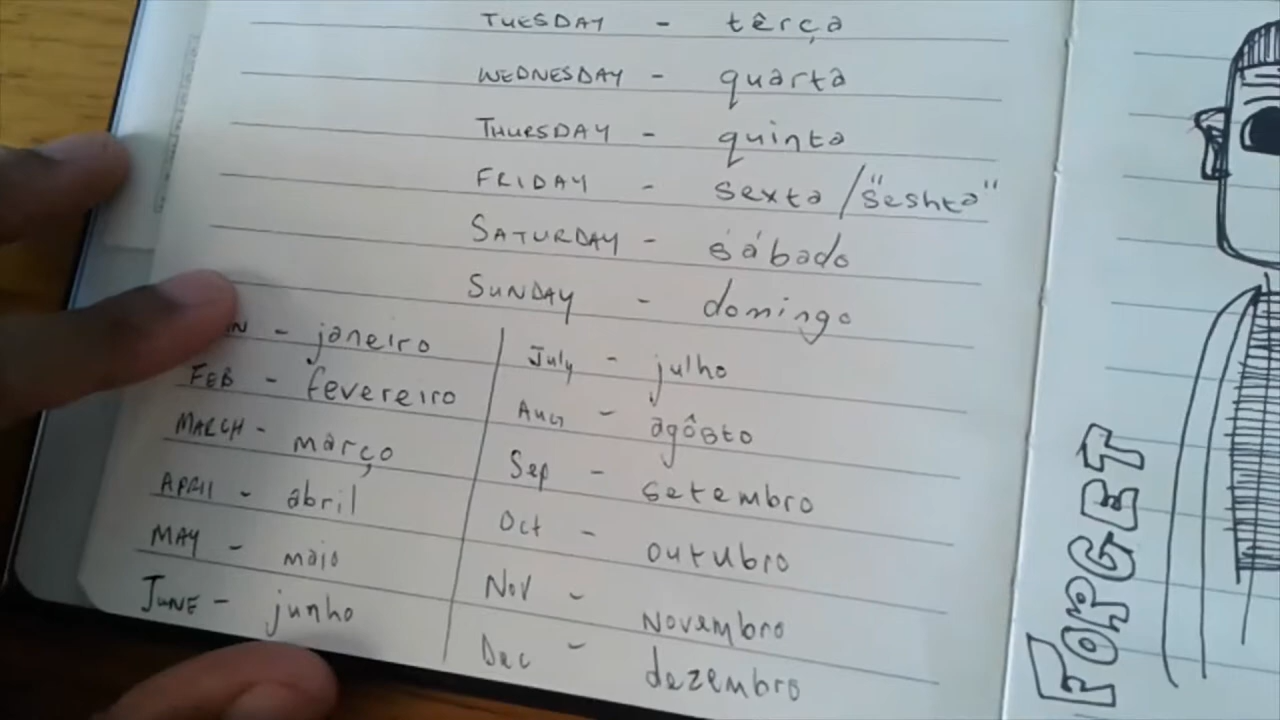 TUESDAY - têrça
WEDNESDAY - quarta
THURSDAY - quinta
FRIDAY - sexta / "seshta"
SATURDAY - sábado
SUNDAY - domingo
- janeiro
FEB - fevereiro
MARCH - março
APRIL - abril
MAY - maio
JUNE - junho
July - julho
Aug - agôsto
Sep - setembro
Oct - outubro
Nov - Novembro
Dec - dezembro
FORGET